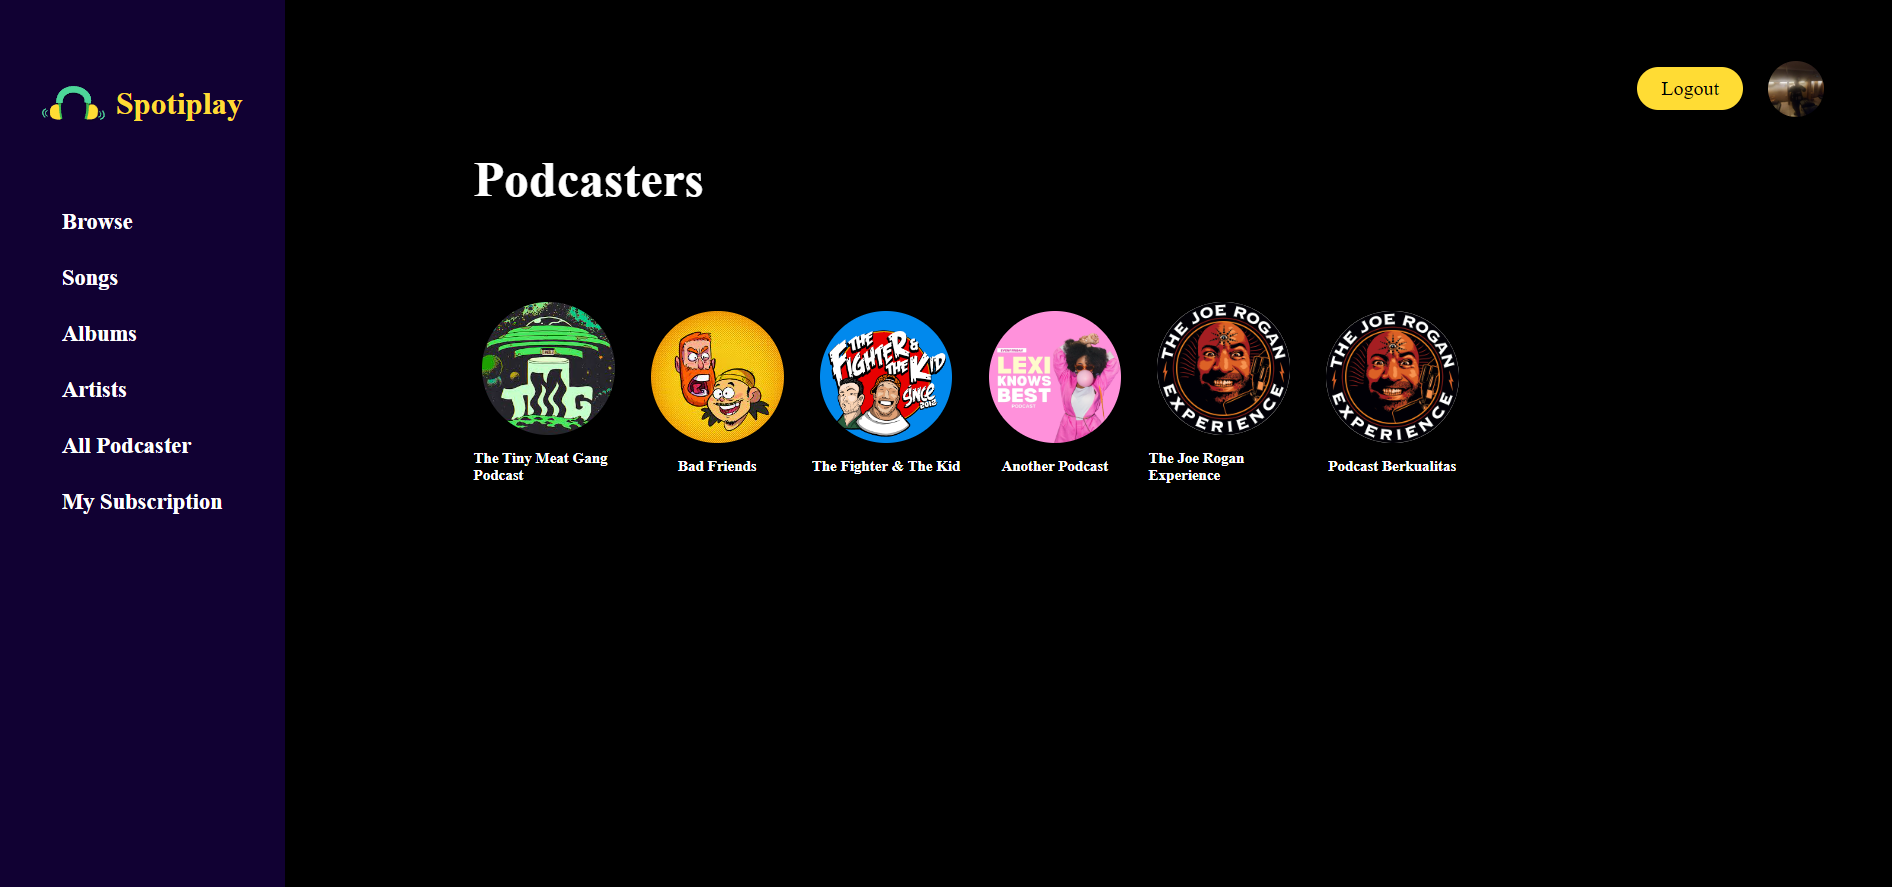 Spotiplay
Logout
Podcasters
Browse
Songs
Albums
Artists
All Podcaster
My Subscription
TMG
THE
FIGHTER &
THE KID
SINCE
2012
LEXI
KNOWS
BEST
PODCAST
THE JOE ROGAN
EXPERIENCE
THE JOE ROGAN
EXPERIENCE
The Tiny Meat Gang
Podcast
Bad Friends
The Fighter & The Kid
Another Podcast
The Joe Rogan
Experience
Podcast Berkualitas